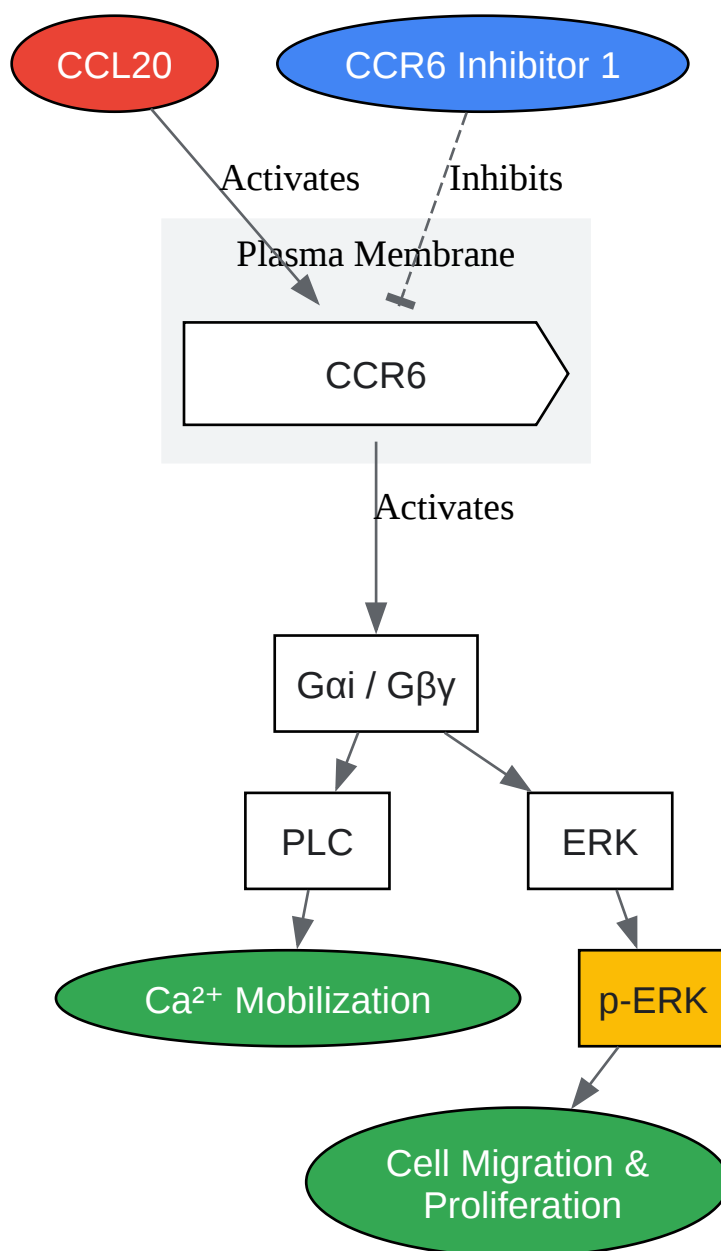 CCL20
CCR6 Inhibitor 1
Activates
Inhibits
Plasma Membrane
CCR6
Activates
Gαi / Gβγ
PLC
ERK
Ca²⁺ Mobilization
p-ERK
Cell Migration &
Proliferation